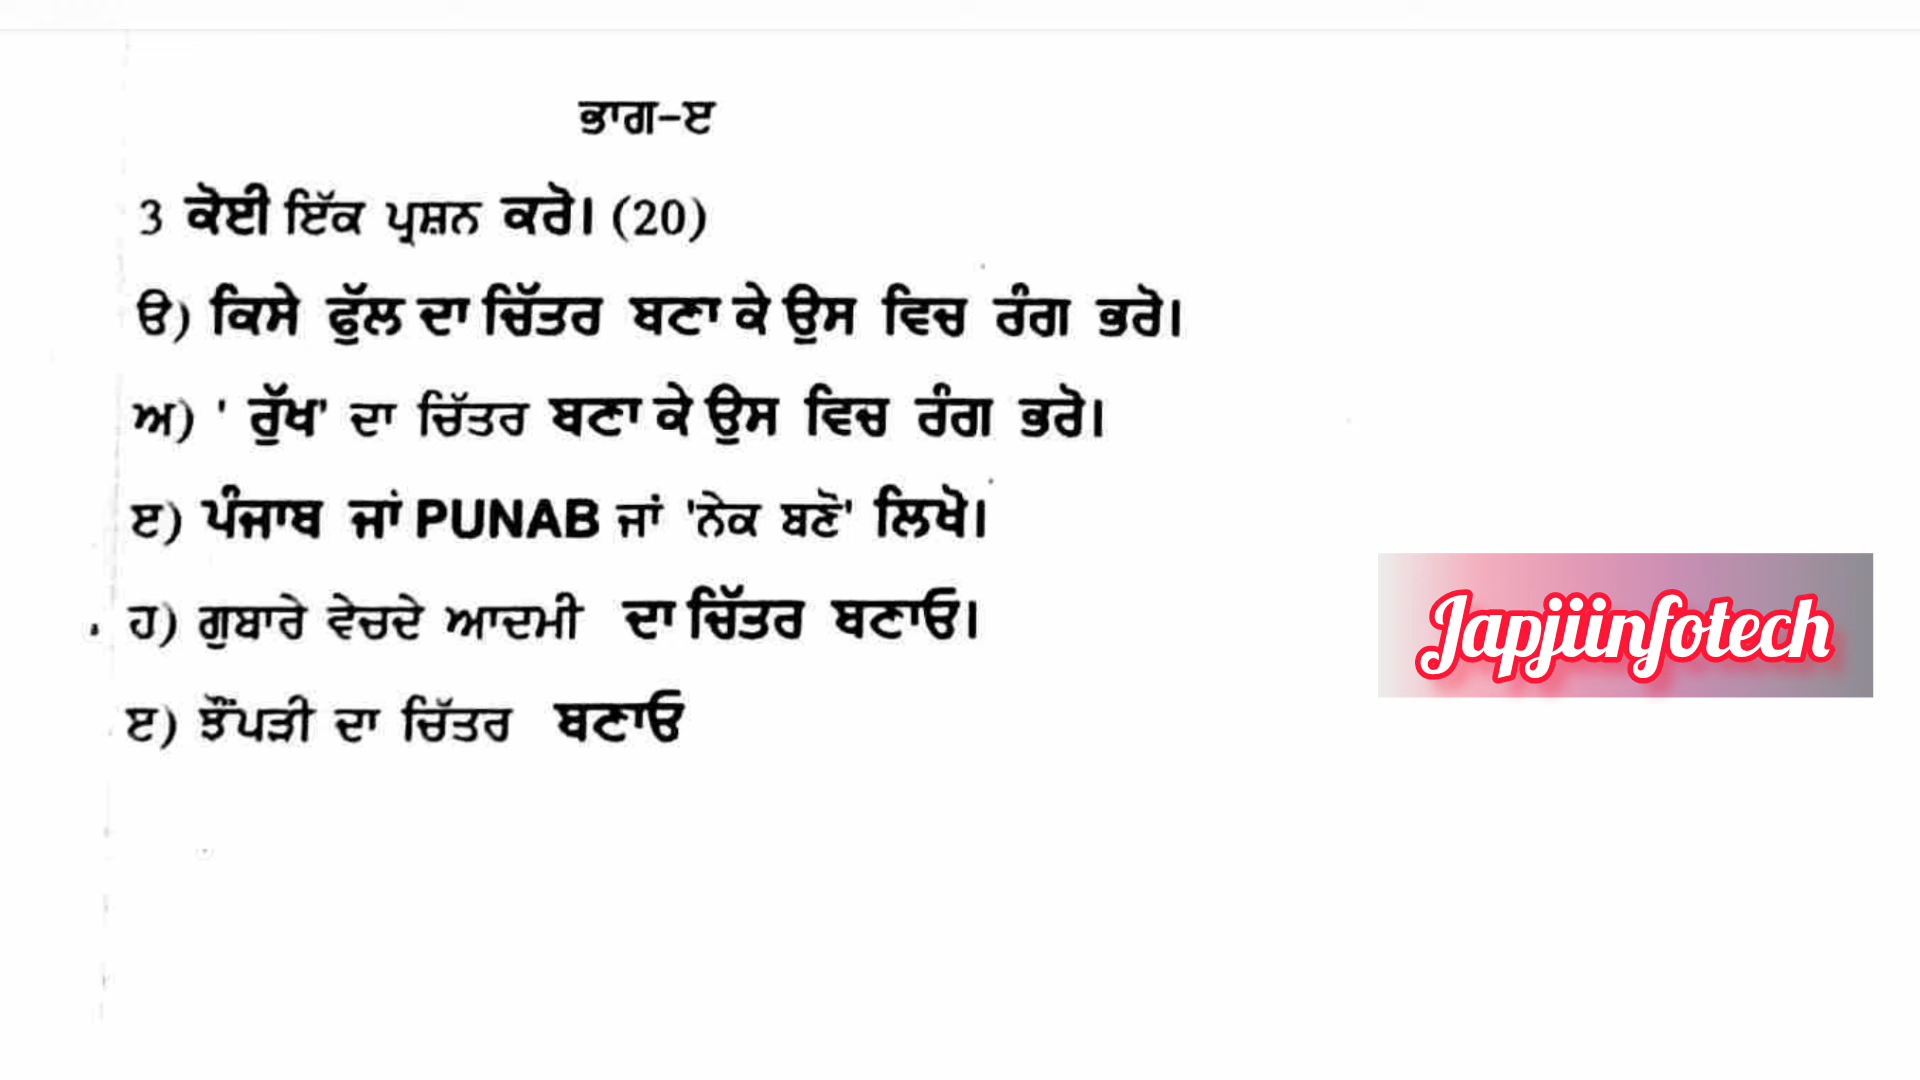 ਭਾਗ-ੲ
3 ਕੋਈ ਇੱਕ ਪ੍ਰਸ਼ਨ ਕਰੋ। (20)
ੳ) ਕਿਸੇ ਫੁੱਲ ਦਾ ਚਿੱਤਰ ਬਣਾ ਕੇ ਉਸ ਵਿਚ ਰੰਗ ਭਰੋ।
ਅ) ' ਰੁੱਖ' ਦਾ ਚਿੱਤਰ ਬਣਾ ਕੇ ਉਸ ਵਿਚ ਰੰਗ ਭਰੋ।
ੲ) ਪੰਜਾਬ ਜਾਂ PUNAB ਜਾਂ 'ਨੇਕ ਬਣੋ' ਲਿਖੋ।
ਹ) ਗੁਬਾਰੇ ਵੇਚਦੇ ਆਦਮੀ ਦਾ ਚਿੱਤਰ ਬਣਾਓ।
ੲ) ਝੌਂਪੜੀ ਦਾ ਚਿੱਤਰ ਬਣਾਓ
Japjiinfotech